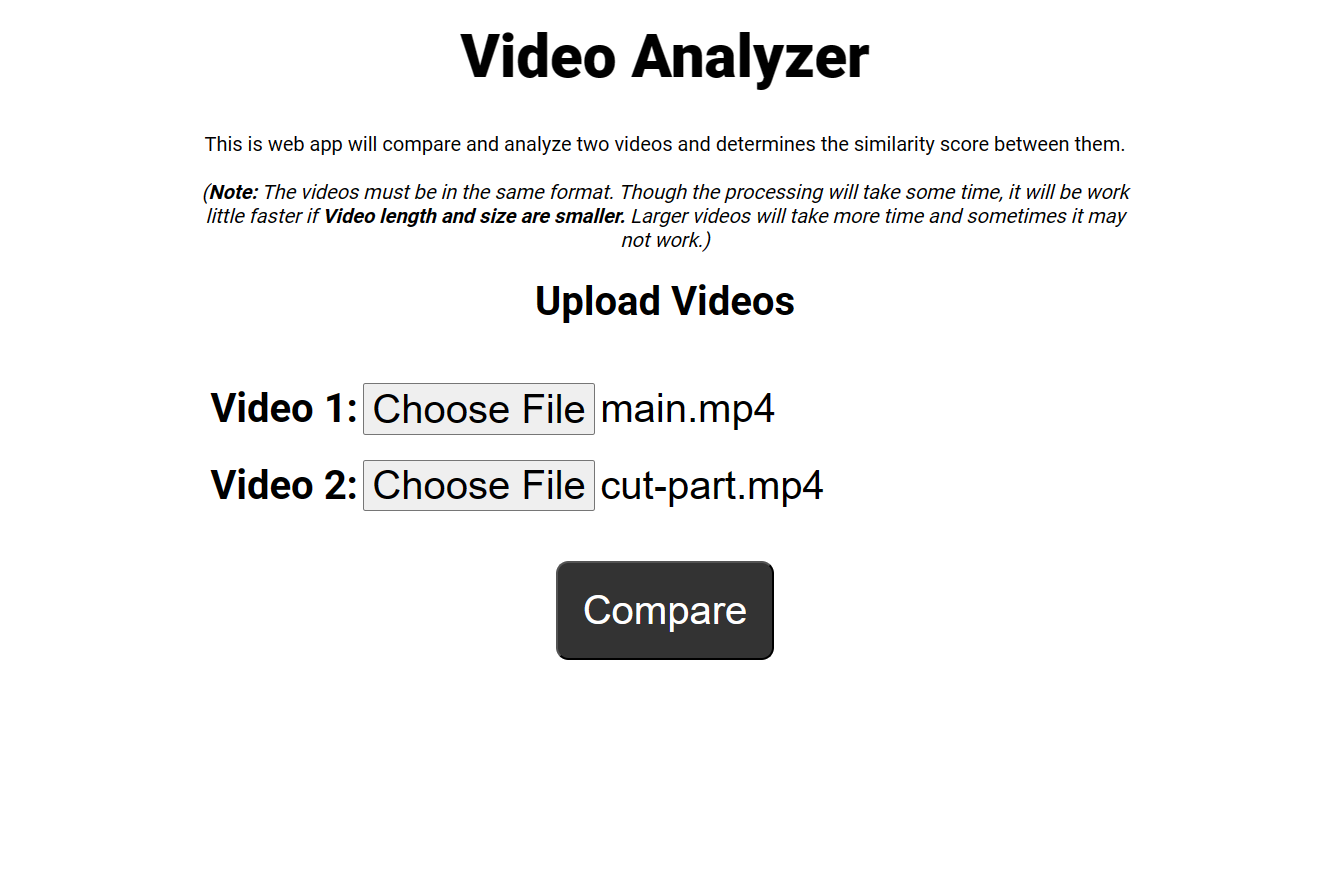 Video Analyzer
This is web app will compare and analyze two videos and determines the similarity score between them.
(Note: The videos must be in the same format. Though the processing will take some time, it will be work
little faster if Video length and size are smaller. Larger videos will take more time and sometimes it may
not work.)
Upload Videos
Video 1: Choose File main.mp4
Video 2: Choose File cut-part.mp4
Compare